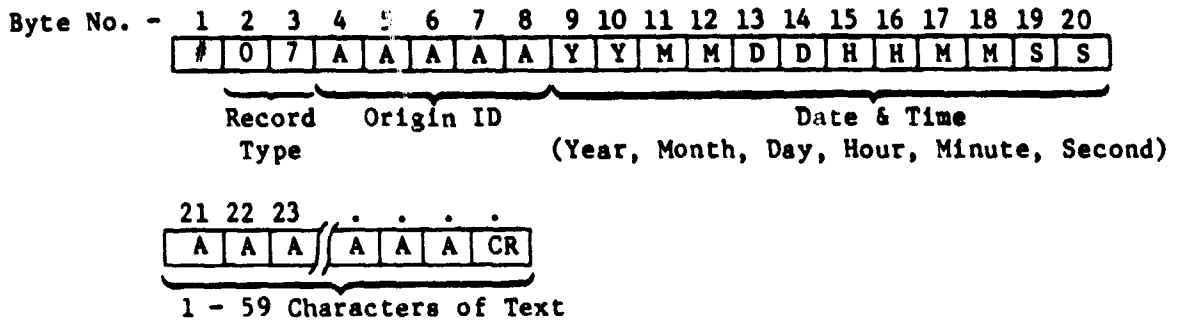 Byte No. - 1 2 3 4 5 6 7 8 9 10 11 12 13 14 15 16 17 18 19 20
# 0 7 A A A A A Y Y M M D D H H M M S S
Record Type Origin ID Date & Time
(Year, Month, Day, Hour, Minute, Second)
21 22 23 . . . .
A A A A A A CR
1 - 59 Characters of Text